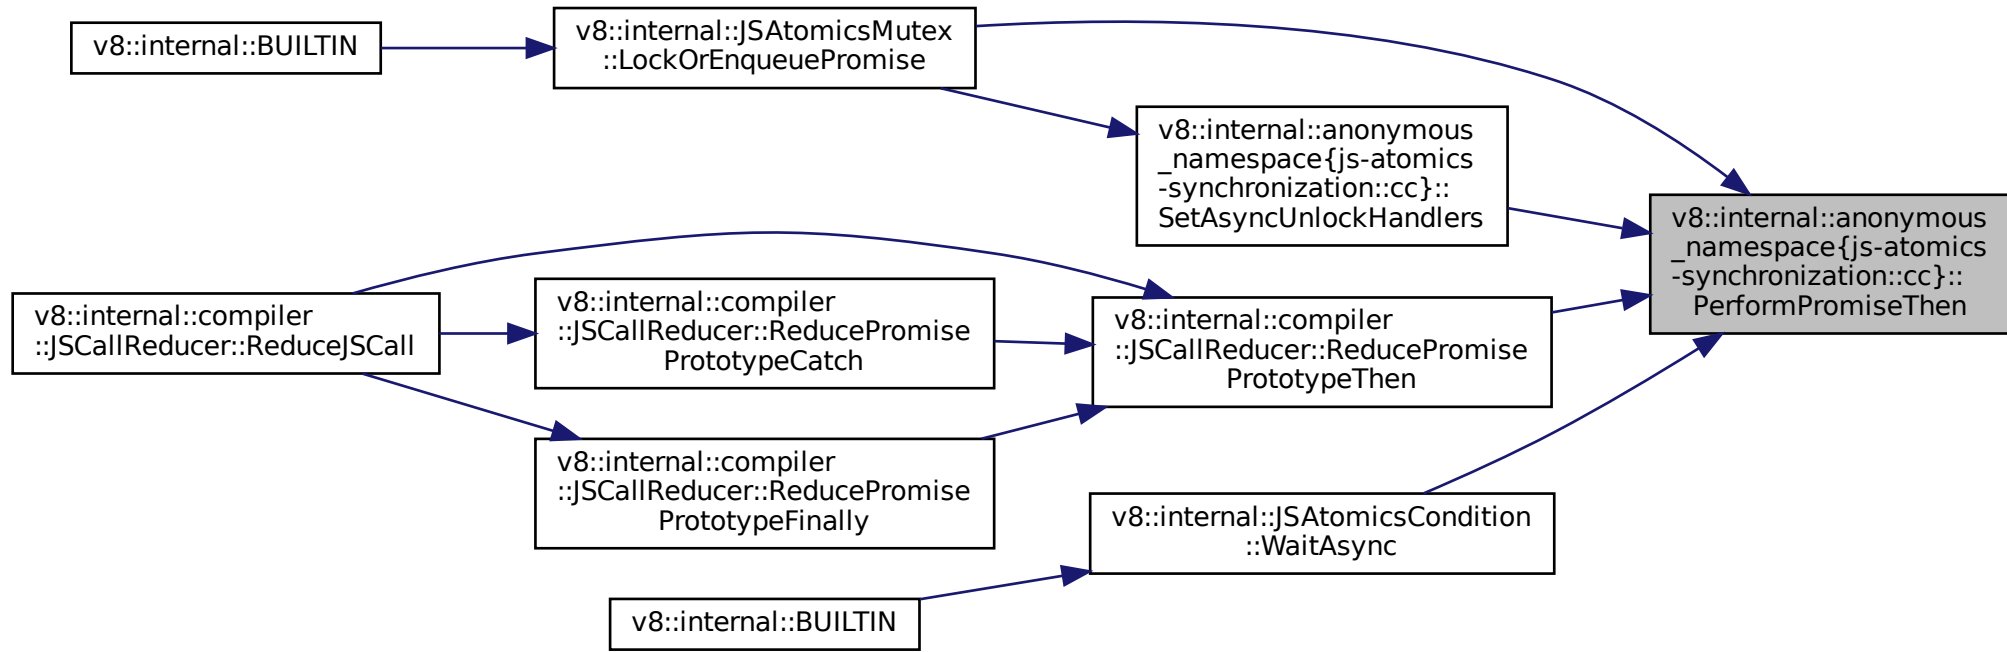 v8::internal::BUILTIN
v8::internal::JSAtomicsMutex
::LockOrEnqueuePromise
v8::internal::anonymous
_namespace{js-atomics
-synchronization::cc}::
SetAsyncUnlockHandlers
v8::internal::anonymous
_namespace{js-atomics
-synchronization::cc}::
PerformPromiseThen
v8::internal::compiler
::JSCallReducer::ReduceJSCall
v8::internal::compiler
::JSCallReducer::ReducePromise
PrototypeCatch
v8::internal::compiler
::JSCallReducer::ReducePromise
PrototypeThen
v8::internal::compiler
::JSCallReducer::ReducePromise
PrototypeFinally
v8::internal::JSAtomicsCondition
::WaitAsync
v8::internal::BUILTIN